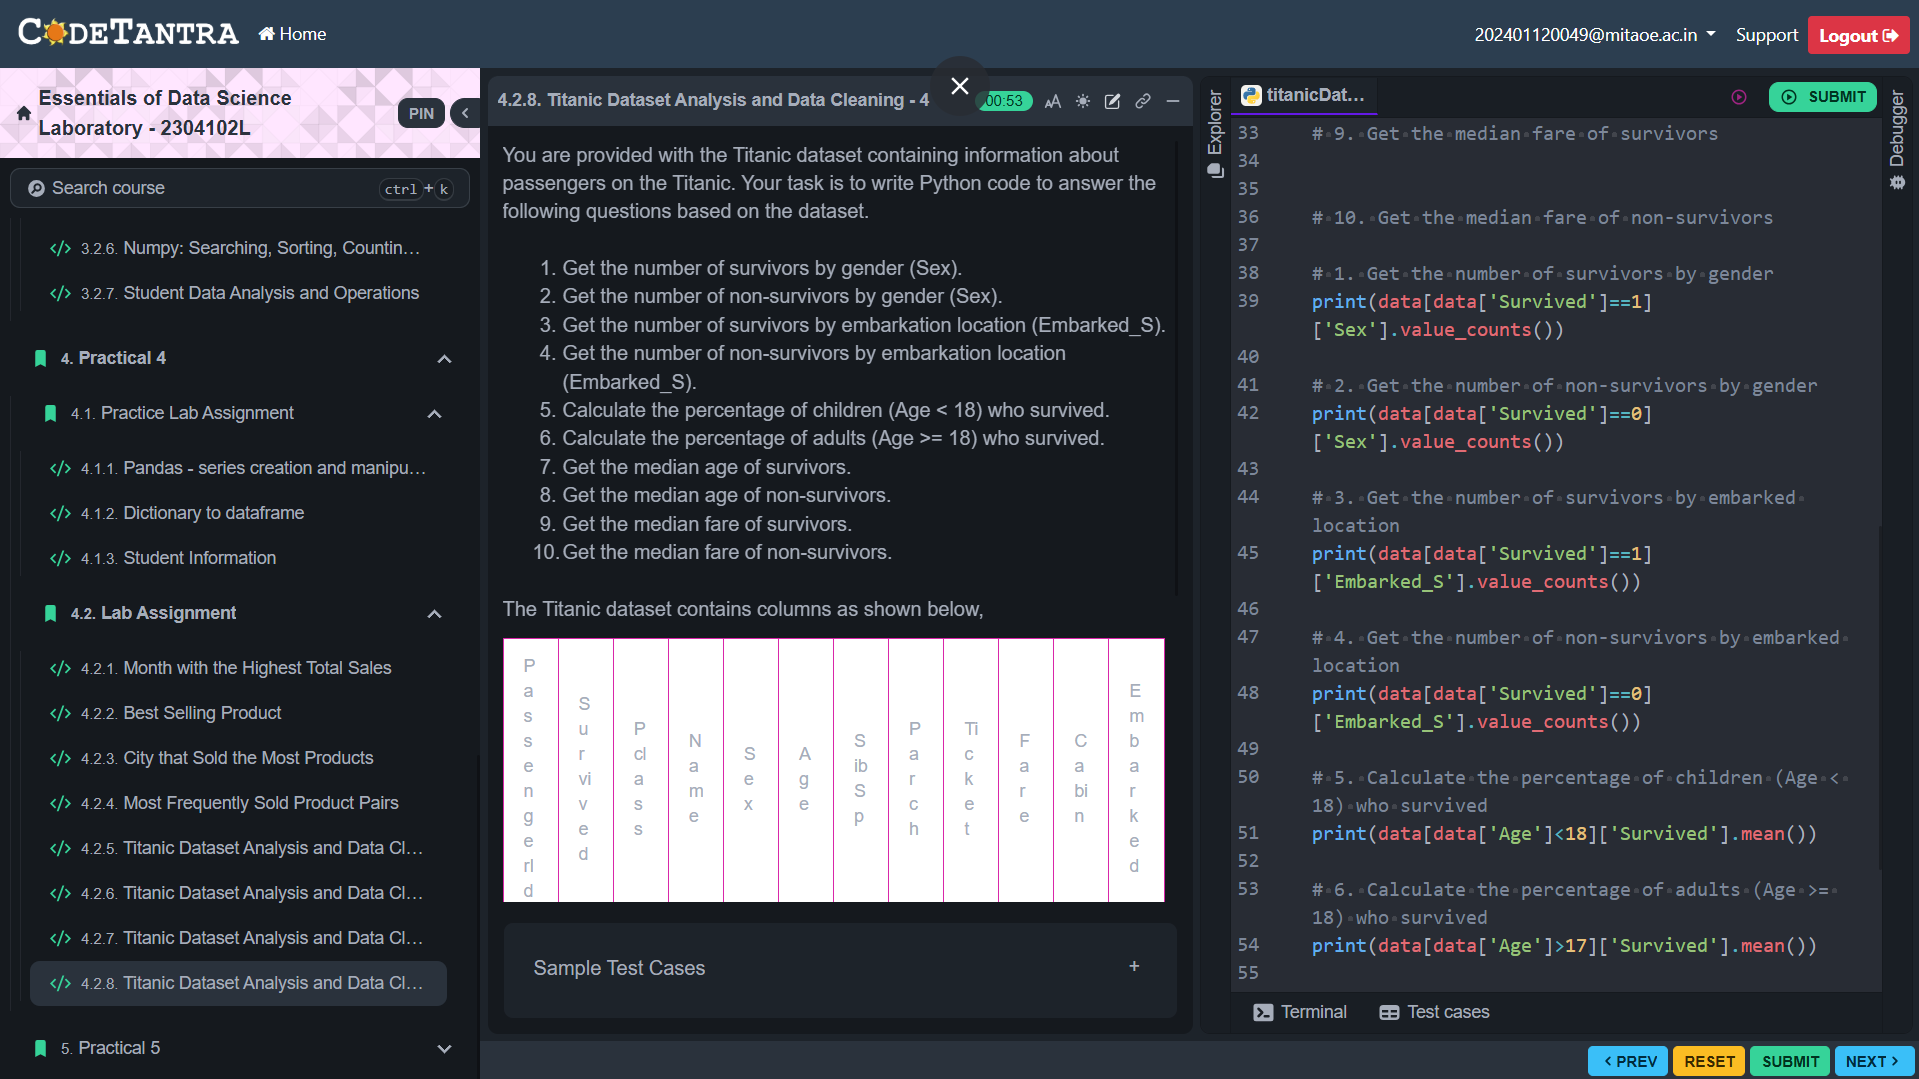 CODETANTRA
Home
202401120049@mitaoe.ac.in
Support
Logout
Essentials of Data Science
Laboratory - 2304102L
PIN
Search course
ctrl + k
</> 3.2.6. Numpy: Searching, Sorting, Countin...
</> 3.2.7. Student Data Analysis and Operations
4. Practical 4
4.1. Practice Lab Assignment
</> 4.1.1. Pandas - series creation and manipu...
</> 4.1.2. Dictionary to dataframe
</> 4.1.3. Student Information
4.2. Lab Assignment
</> 4.2.1. Month with the Highest Total Sales
</> 4.2.2. Best Selling Product
</> 4.2.3. City that Sold the Most Products
</> 4.2.4. Most Frequently Sold Product Pairs
</> 4.2.5. Titanic Dataset Analysis and Data Cl...
</> 4.2.6. Titanic Dataset Analysis and Data Cl...
</> 4.2.7. Titanic Dataset Analysis and Data Cl...
</> 4.2.8. Titanic Dataset Analysis and Data Cl...
5. Practical 5
4.2.8. Titanic Dataset Analysis and Data Cleaning - 4
00:53
AA
You are provided with the Titanic dataset containing information about
passengers on the Titanic. Your task is to write Python code to answer the
following questions based on the dataset.
1. Get the number of survivors by gender (Sex).
2. Get the number of non-survivors by gender (Sex).
3. Get the number of survivors by embarkation location (Embarked_S).
4. Get the number of non-survivors by embarkation location
(Embarked_S).
5. Calculate the percentage of children (Age < 18) who survived.
6. Calculate the percentage of adults (Age >= 18) who survived.
7. Get the median age of survivors.
8. Get the median age of non-survivors.
9. Get the median fare of survivors.
10. Get the median fare of non-survivors.
The Titanic dataset contains columns as shown below,
PassengerId
Survived
Pclass
Name
Sex
Age
SibSp
Parch
Ticket
Fare
Cabin
Embarked
Sample Test Cases
+
Explorer
titanicDat...
SUBMIT
Debugger
33 # 9. Get the median fare of survivors
34
35
36 # 10. Get the median fare of non-survivors
37
38 # 1. Get the number of survivors by gender
39 print(data[data['Survived']==1]
['Sex'].value_counts())
40
41 # 2. Get the number of non-survivors by gender
42 print(data[data['Survived']==0]
['Sex'].value_counts())
43
44 # 3. Get the number of survivors by embarked
location
45 print(data[data['Survived']==1]
['Embarked_S'].value_counts())
46
47 # 4. Get the number of non-survivors by embarked
location
48 print(data[data['Survived']==0]
['Embarked_S'].value_counts())
49
50 # 5. Calculate the percentage of children (Age <
18) who survived
51 print(data[data['Age']<18]['Survived'].mean())
52
53 # 6. Calculate the percentage of adults (Age >=
18) who survived
54 print(data[data['Age']>17]['Survived'].mean())
55
Terminal
Test cases
< PREV
RESET
SUBMIT
NEXT >